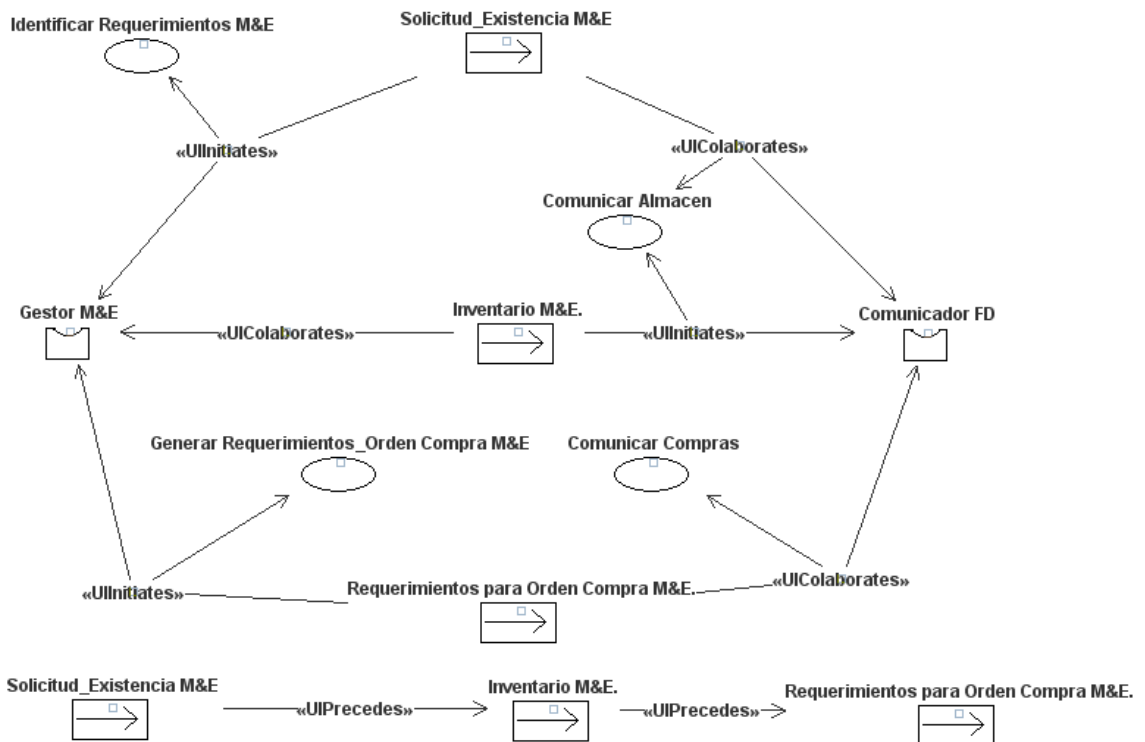 Solicitud_Existencia M&E
Identificar Requerimientos M&E
«UIInitiates»
«UIColaborates»
Comunicar Almacen
Gestor M&E
Inventario M&E.
Comunicador FD
«UIColaborates»
«UIInitiates»
Generar Requerimientos_Orden Compra M&E
Comunicar Compras
«UIInitiates»
Requerimientos para Orden Compra M&E.
«UIColaborates»
Solicitud_Existencia M&E
Inventario M&E.
Requerimientos para Orden Compra M&E.
«UIPrecedes»
«UIPrecedes»